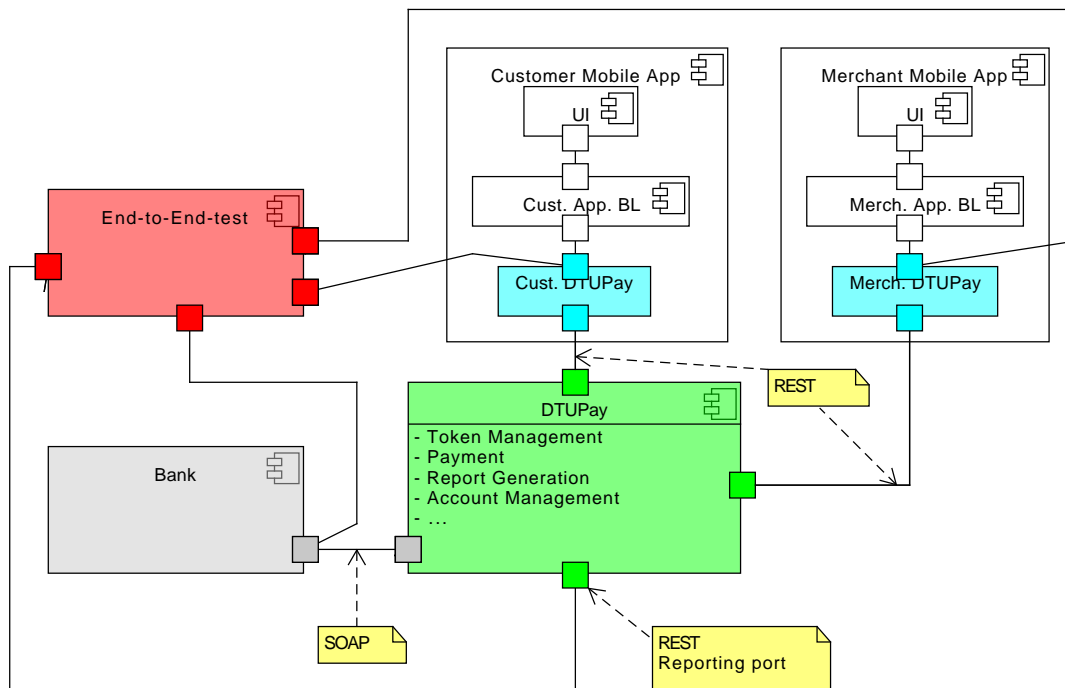 Customer Mobile App
Merchant Mobile App
UI
UI
End-to-End-test
Cust. App. BL
Merch. App. BL
Cust. DTUPay
Merch. DTUPay
REST
DTUPay
- Token Management
- Payment
- Report Generation
- Account Management
- ...
Bank
SOAP
REST
Reporting port